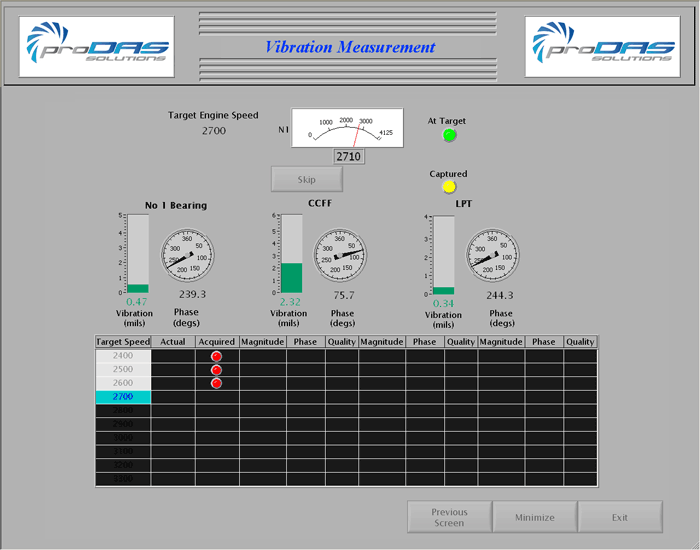 proDAS
SOLUTIONS
Vibration Measurement
proDAS
SOLUTIONS
Target Engine Speed
2700
N1
0 1000 2000 3000 4125
2710
At Target
Skip
Captured
No 1 Bearing
CCFF
LPT
5
4
3
2
1
0
360 50 100 150 200 250
6
5
4
3
2
1
0
360 50 100 150 200 250
4
3
2
1
0
360 50 100 150 200 250
0.47
239.3
2.32
75.7
0.34
244.3
Vibration
(mils)
Phase
(degs)
Vibration
(mils)
Phase
(degs)
Vibration
(mils)
Phase
(degs)
Target Speed Actual Acquired Magnitude Phase Quality Magnitude Phase Quality Magnitude Phase Quality
2400
2500
2600
2700
2800
2900
3000
3100
3200
3300
Previous
Screen
Minimize
Exit